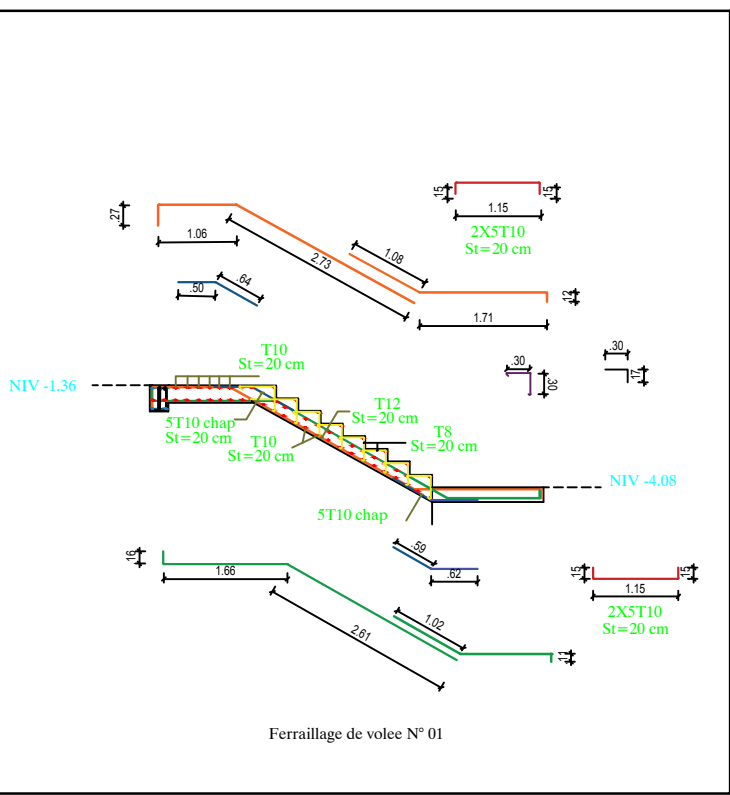 .27
1.06
2.73
1.08
.15
.15
1.15
2X5T10
St=20 cm
.12
1.71
.50
.64
.30
.30
.30
.17
NIV -1.36
T10
St=20 cm
5T10 chap
St=20 cm
T10
St=20 cm
T12
St=20 cm
T8
St=20 cm
NIV -4.08
5T10 chap
.16
1.66
2.61
.59
.62
1.02
.11
.15
.15
1.15
2X5T10
St=20 cm
Ferraillage de volee N° 01